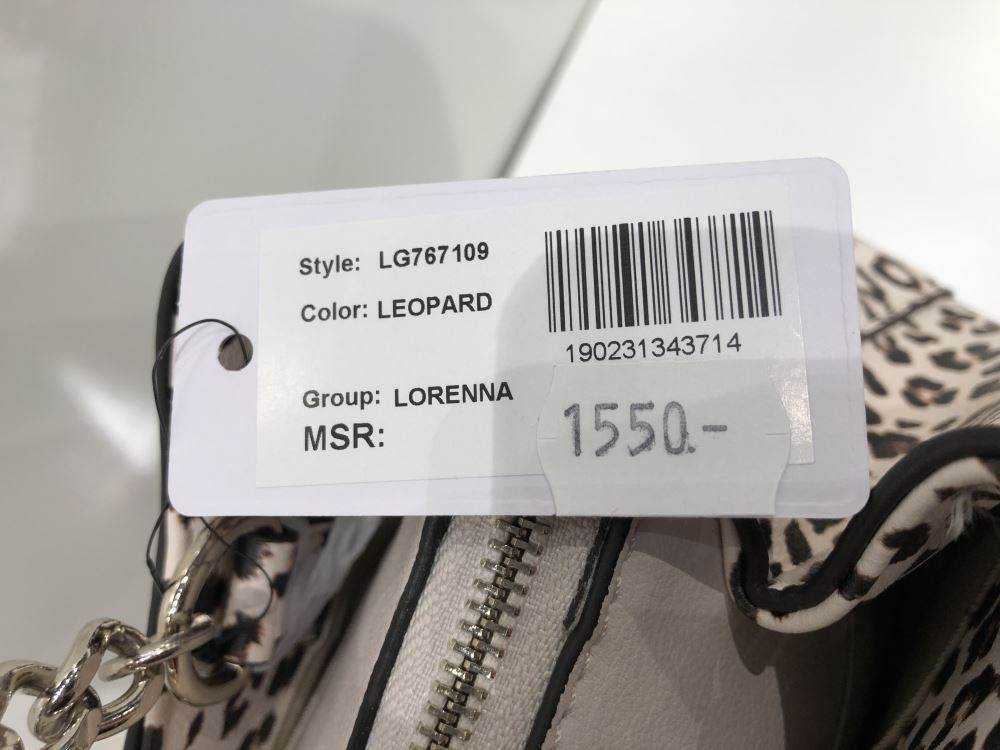 Style: LG767109
Color: LEOPARD
190231343714
Group: LORENNA
MSR:
1550.-